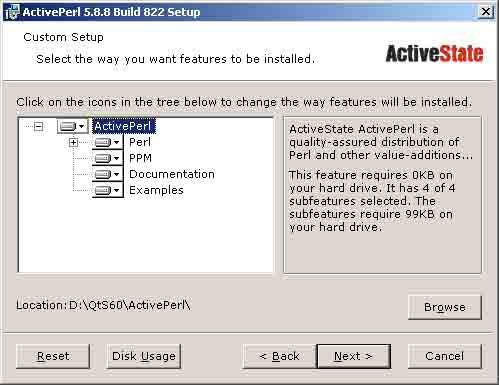 ActivePerl 5.8.8 Build 822 Setup
Custom Setup
Select the way you want features to be installed.
ActiveState
Click on the icons in the tree below to change the way features will be installed.
ActivePerl
Perl
PPM
Documentation
Examples
ActiveState ActivePerl is a
quality-assured distribution of
Perl and other value-additions...
This feature requires 0KB on
your hard drive. It has 4 of 4
subfeatures selected. The
subfeatures require 99KB on
your hard drive.
Location: D:\QtS60\ActivePerl\
Browse
Reset
Disk Usage
< Back
Next >
Cancel